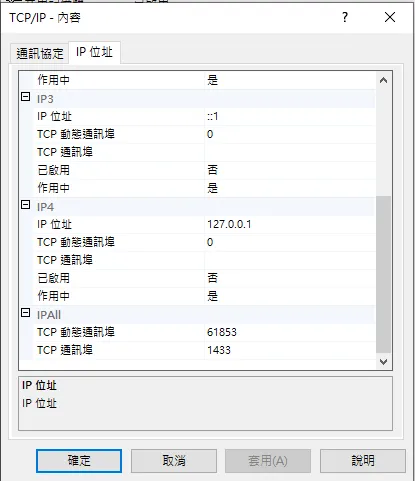 TCP/IP - 內容
? ×
通訊協定 IP 位址
作用中 是
IP3
IP 位址 ::1
TCP 動態通訊埠 0
TCP 通訊埠
已啟用 否
作用中 是
IP4
IP 位址 127.0.0.1
TCP 動態通訊埠 0
TCP 通訊埠
已啟用 否
作用中 是
IPAll
TCP 動態通訊埠 61853
TCP 通訊埠 1433
IP 位址
IP 位址
確定 取消 套用(A) 說明